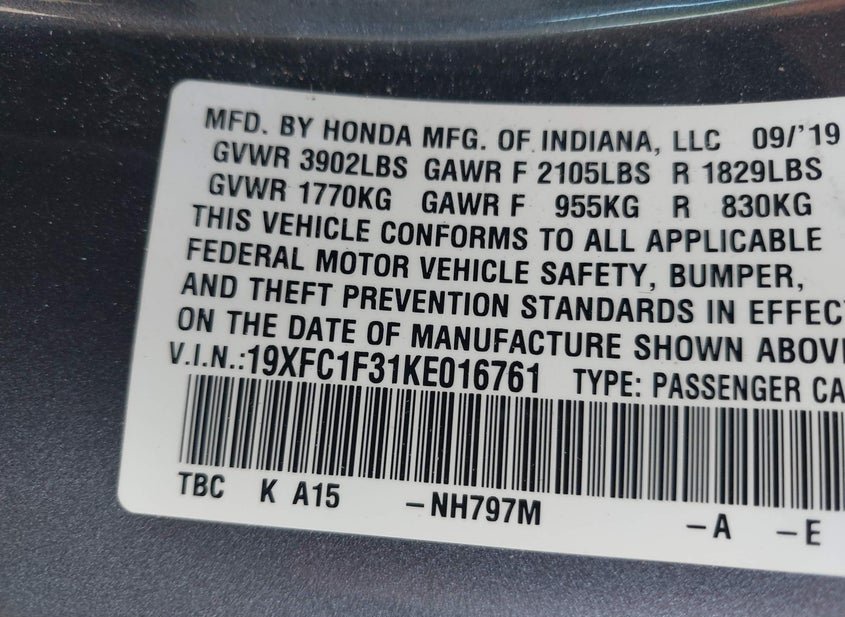 MFD. BY HONDA MFG. OF INDIANA, LLC 09/'19
GVWR 3902LBS GAWR F 2105LBS R 1829LBS
GVWR 1770KG GAWR F 955KG R 830KG
THIS VEHICLE CONFORMS TO ALL APPLICABLE
FEDERAL MOTOR VEHICLE SAFETY, BUMPER,
AND THEFT PREVENTION STANDARDS IN EFFEC
ON THE DATE OF MANUFACTURE SHOWN ABOV
V.I.N.:19XFC1F31KE016761 TYPE: PASSENGER CA
TBC K A15 -NH797M -A -E